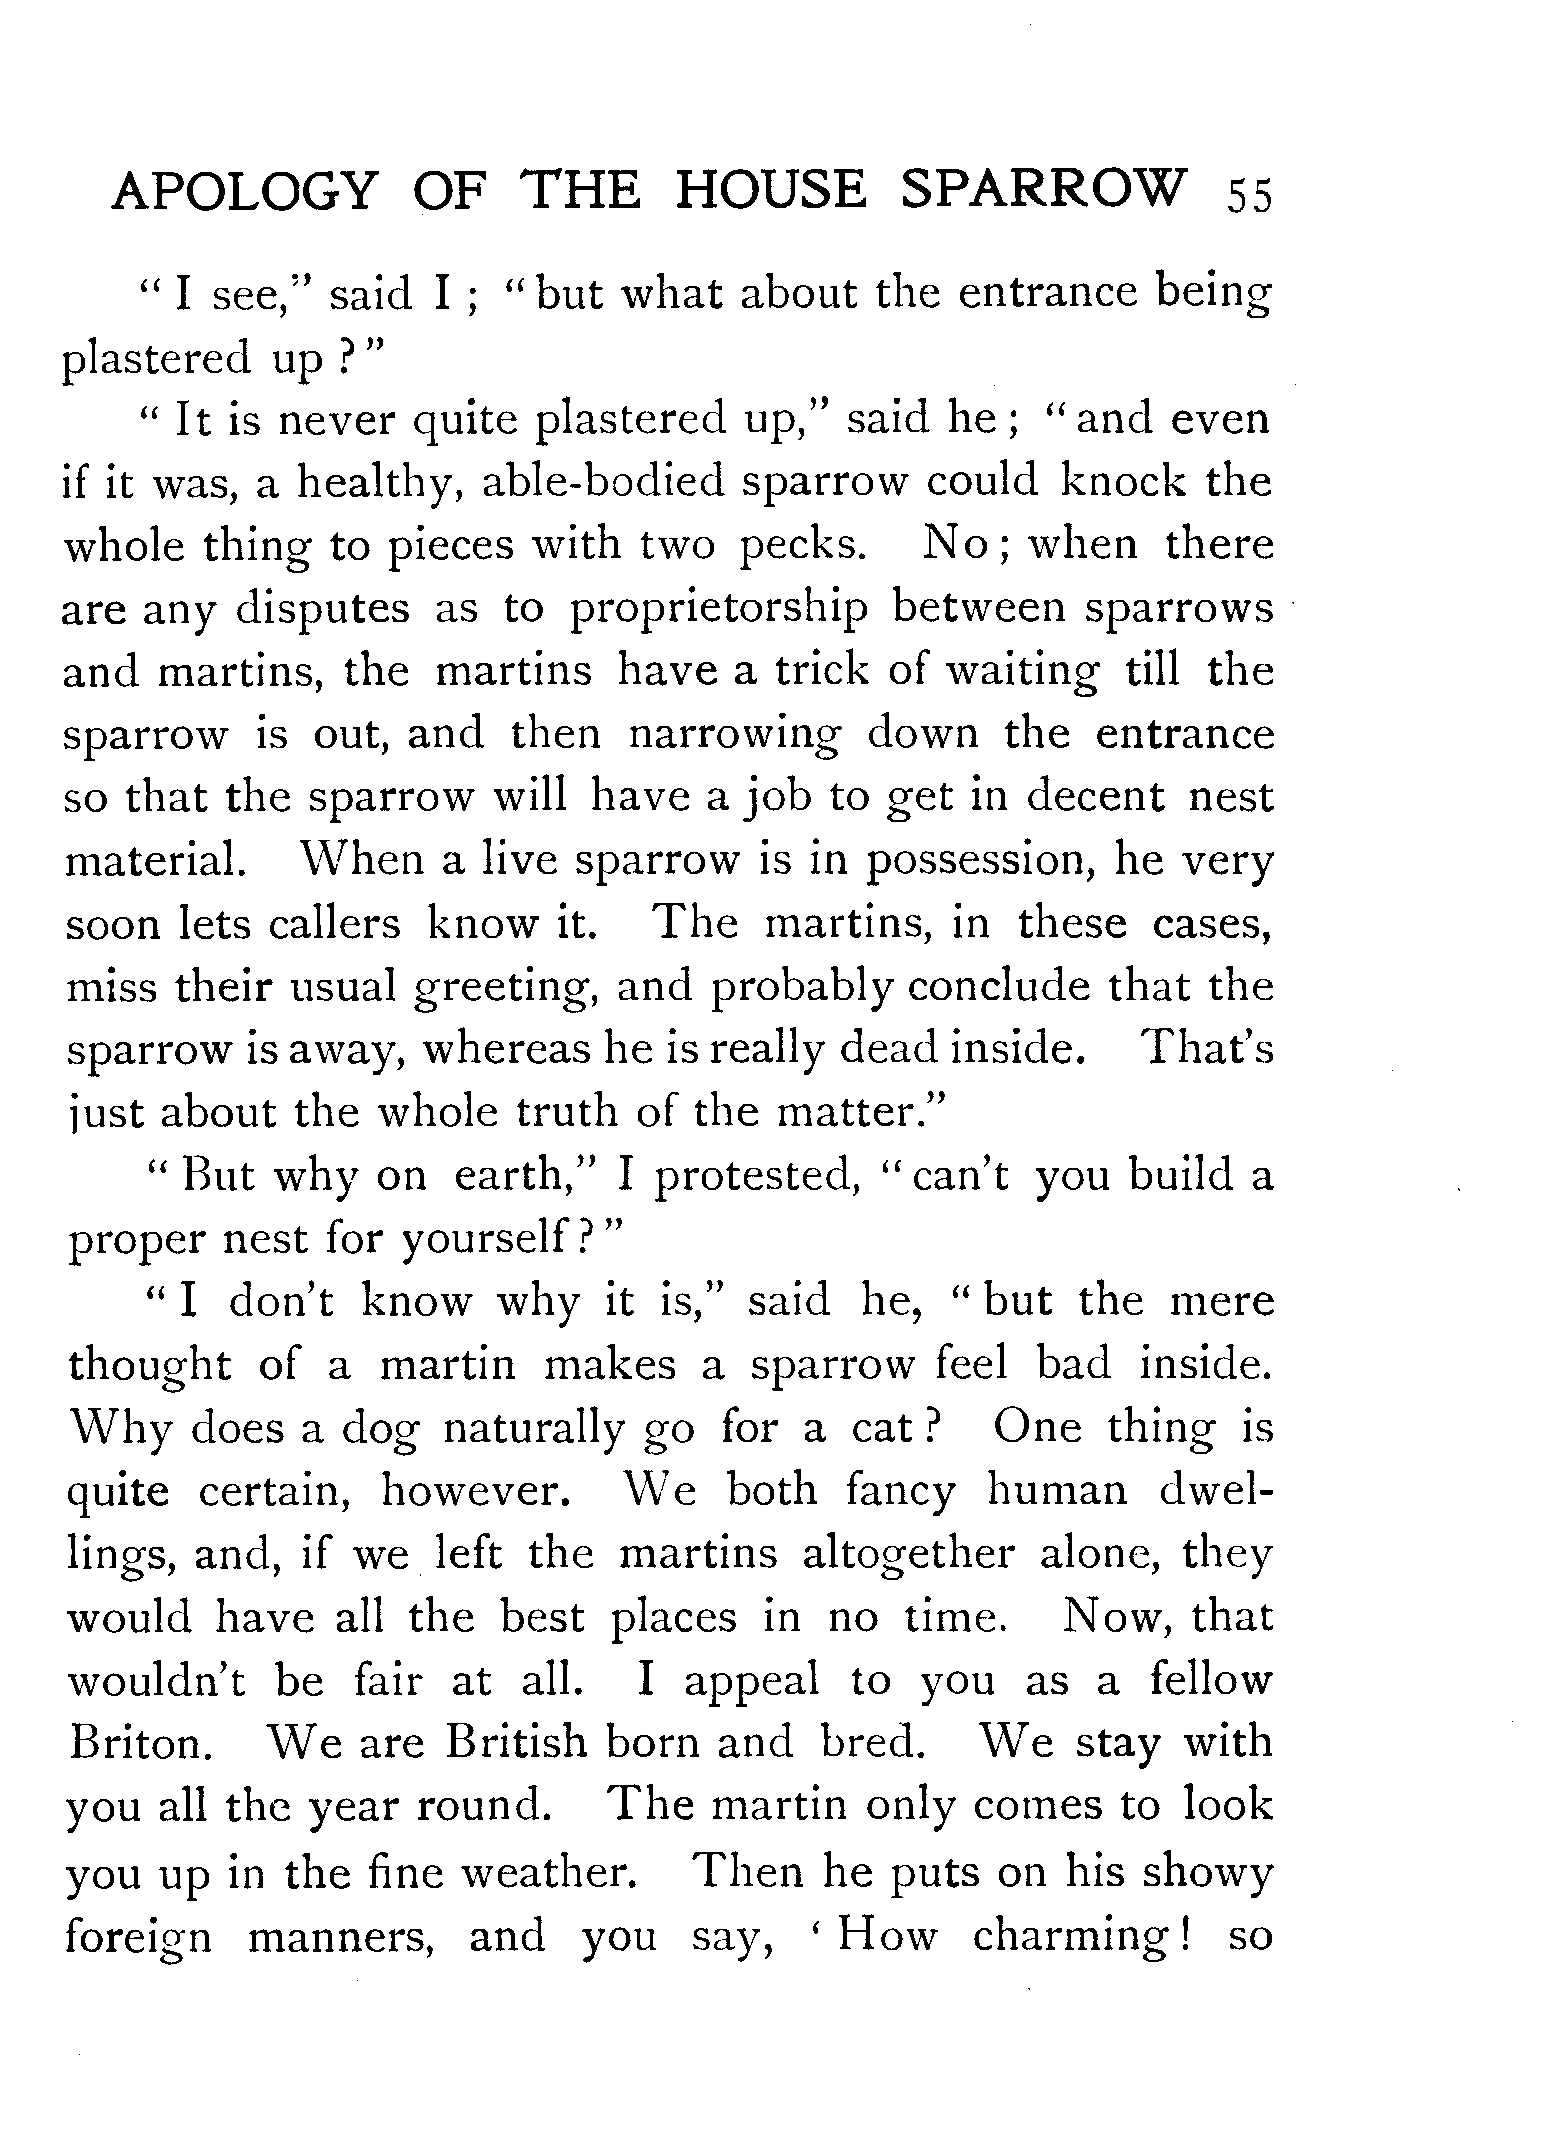 APOLOGY OF THE HOUSE SPARROW 55
“ I see,” said I ; “ but what about the entrance being
plastered up ? ”
“ It is never quite plastered up,” said he ; “ and even
if it was, a healthy, able-bodied sparrow could knock the
whole thing to pieces with two pecks. No ; when there
are any disputes as to proprietorship between sparrows
and martins, the martins have a trick of waiting till the
sparrow is out, and then narrowing down the entrance
so that the sparrow will have a job to get in decent nest
material. When a live sparrow is in possession, he very
soon lets callers know it. The martins, in these cases,
miss their usual greeting, and probably conclude that the
sparrow is away, whereas he is really dead inside. That’s
just about the whole truth of the matter.”
“ But why on earth,” I protested, “ can’t you build a
proper nest for yourself ? ”
“ I don’t know why it is,” said he, “ but the mere
thought of a martin makes a sparrow feel bad inside.
Why does a dog naturally go for a cat ? One thing is
quite certain, however. We both fancy human dwel-
lings, and, if we left the martins altogether alone, they
would have all the best places in no time. Now, that
wouldn’t be fair at all. I appeal to you as a fellow
Briton. We are British born and bred. We stay with
you all the year round. The martin only comes to look
you up in the fine weather. Then he puts on his showy
foreign manners, and you say, ‘ How charming ! so